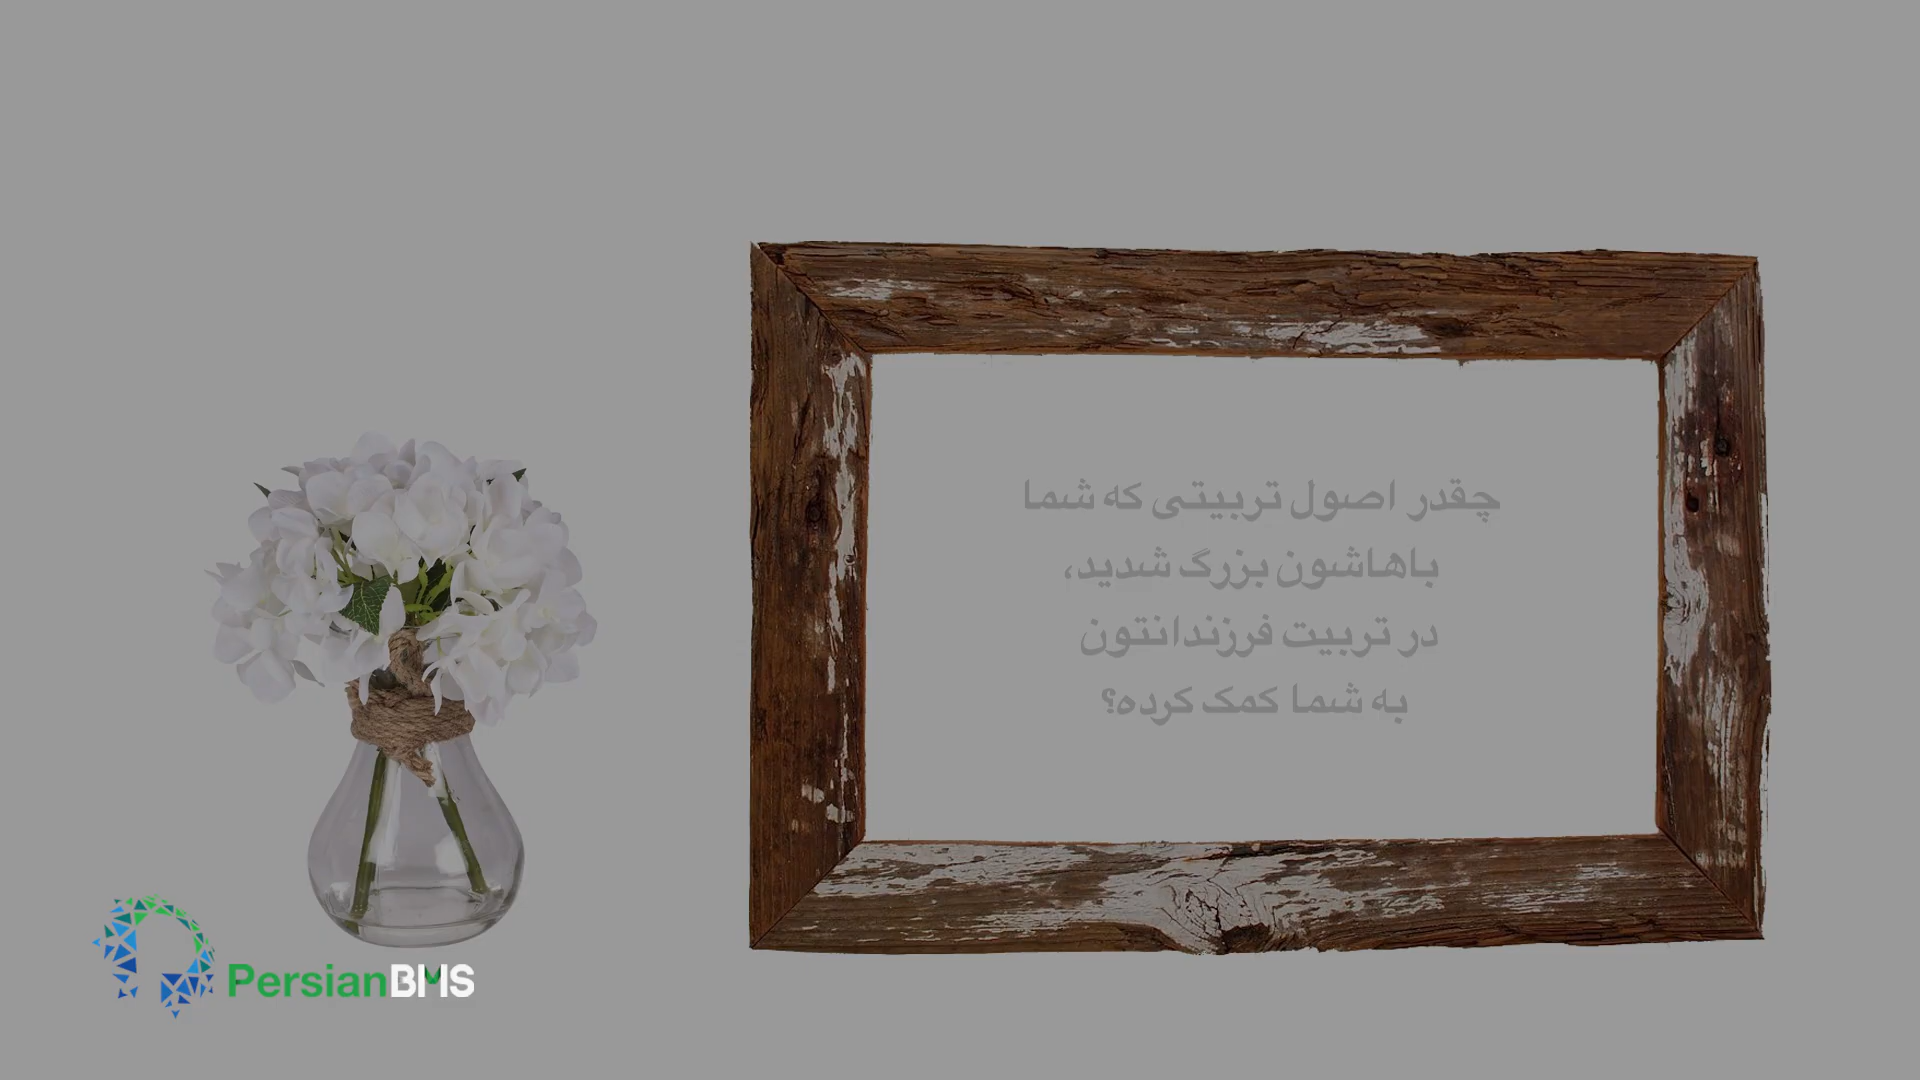 چقدر اصول تربیتی که شما
باهاشون بزرگ شدید،
در تربیت فرزندانتون
به شما کمک کرده؟
PersianBMS